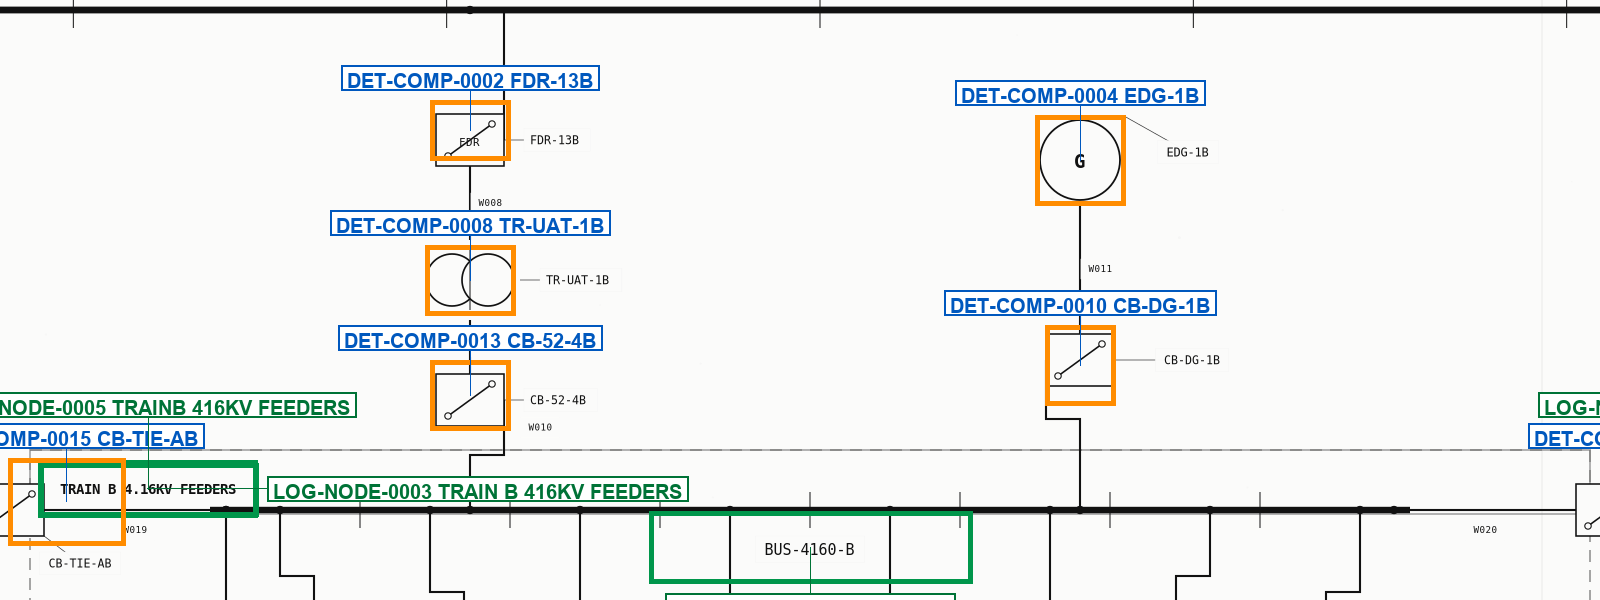 DET-COMP-0002 FDR-13B
DET-COMP-0004 EDG-1B
FDR
FDR-13B
G
EDG-1B
W008
DET-COMP-0008 TR-UAT-1B
W011
TR-UAT-1B
DET-COMP-0010 CB-DG-1B
DET-COMP-0013 CB-52-4B
CB-DG-1B
CB-52-4B
W010
NODE-0005 TRAINB 416KV FEEDERS
LOG-N
OMP-0015 CB-TIE-AB
DET-CO
TRAIN B 4.16KV FEEDERS
LOG-NODE-0003 TRAIN B 416KV FEEDERS
W019
W020
BUS-4160-B
CB-TIE-AB